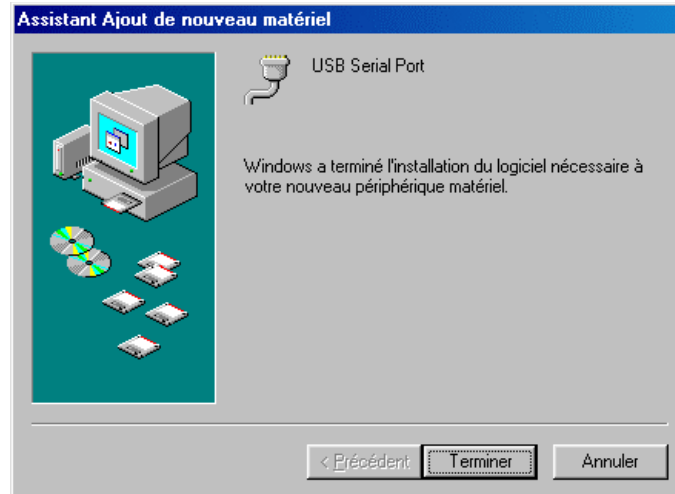 Assistant Ajout de nouveau matériel
USB Serial Port
Windows a terminé l'installation du logiciel nécessaire à
votre nouveau périphérique matériel.
< Précédent
Terminer
Annuler